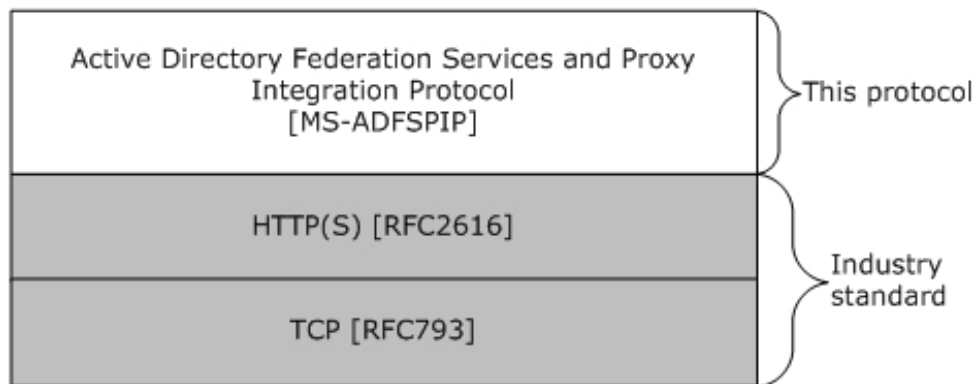 Active Directory Federation Services and Proxy
Integration Protocol
[MS-ADFSPIP]
This protocol
HTTP(S) [RFC2616]
Industry
standard
TCP [RFC793]